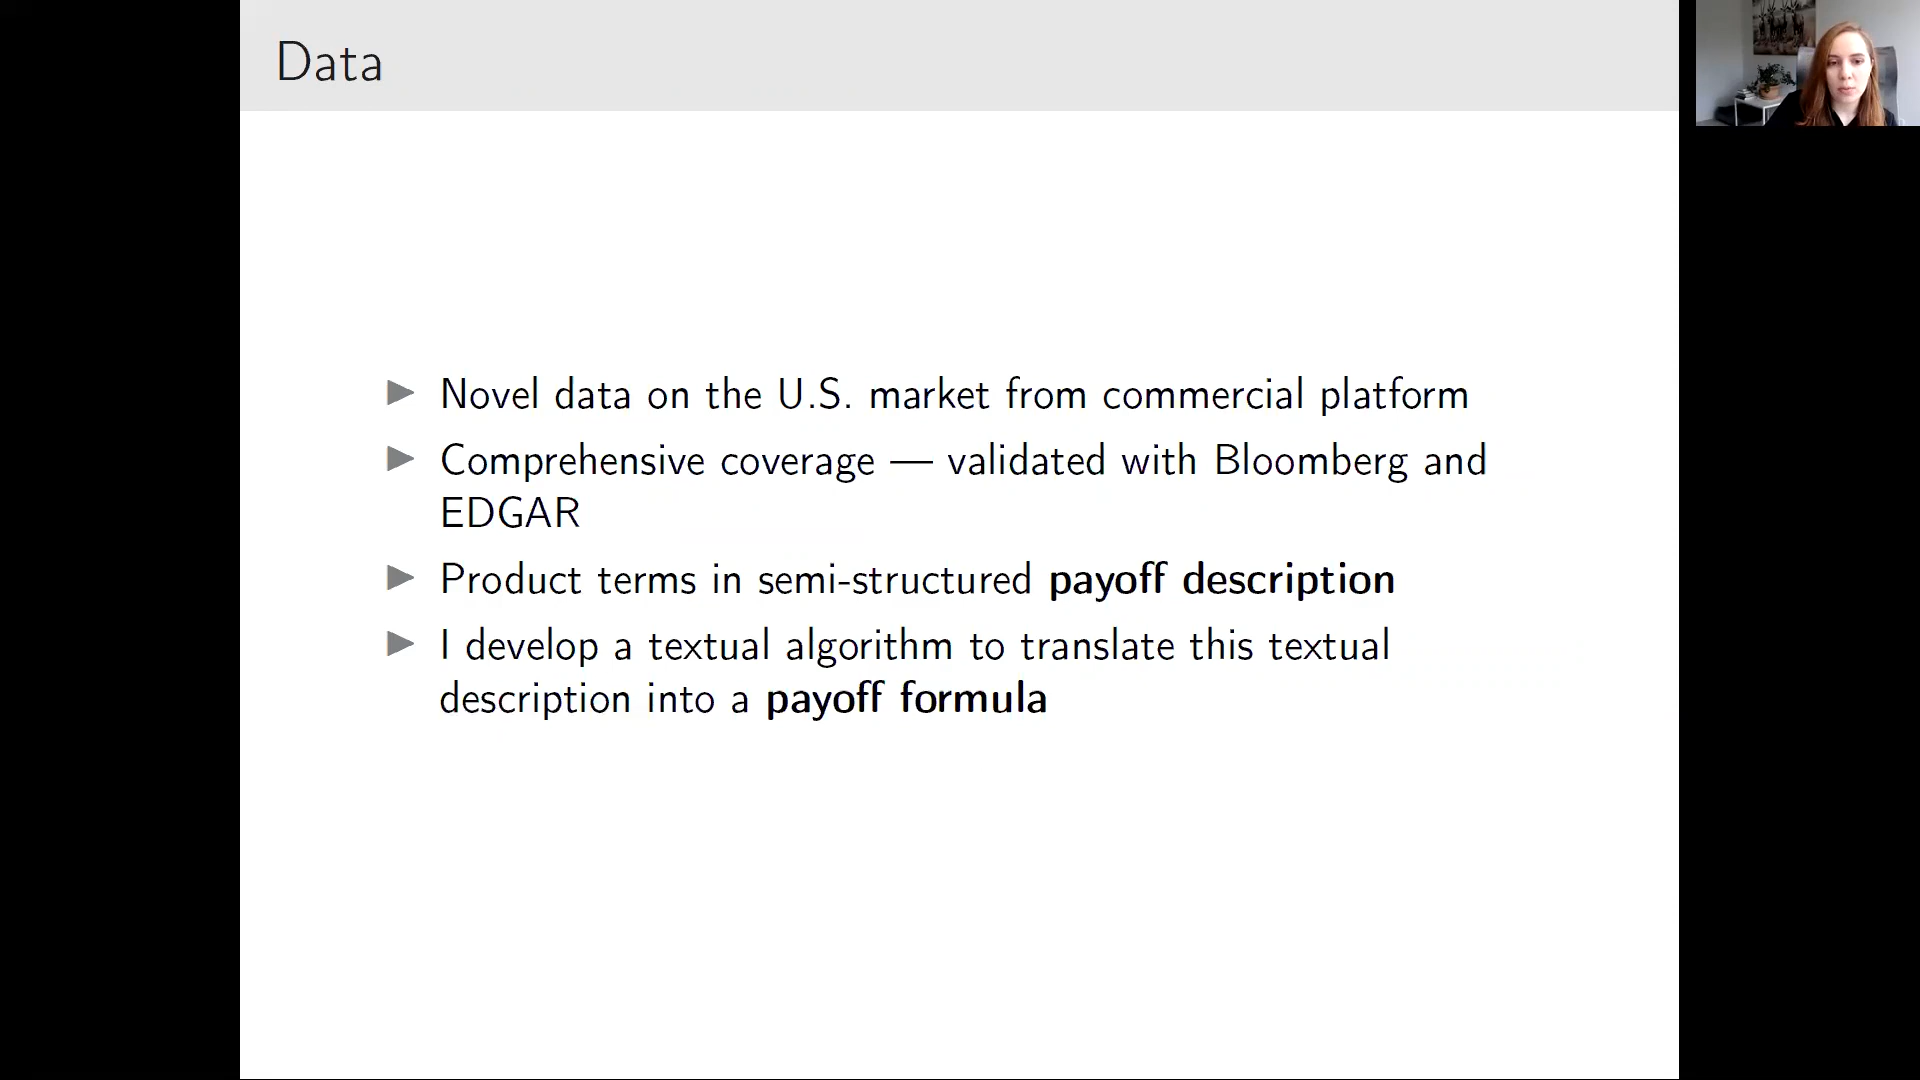 Data
Novel data on the U.S. market from commercial platform
Comprehensive coverage — validated with Bloomberg and
EDGAR
Product terms in semi-structured payoff description
I develop a textual algorithm to translate this textual
description into a payoff formula